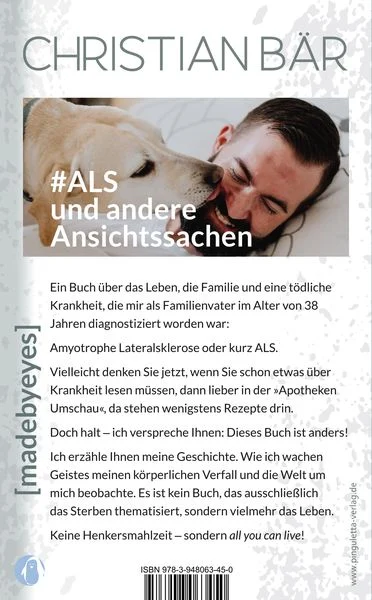 CHRISTIAN BÄR
#ALS
und andere
Ansichtssachen
Ein Buch über das Leben, die Familie und eine tödliche
Krankheit, die mir als Familienvater im Alter von 38
Jahren diagnostiziert worden war:
Amyotrophe Lateralsklerose oder kurz ALS.
Vielleicht denken Sie jetzt, wenn Sie schon etwas über
Krankheit lesen müssen, dann lieber in der »Apotheken
Umschau«, da stehen wenigstens Rezepte drin.
Doch halt – ich verspreche Ihnen: Dieses Buch ist anders!
Ich erzähle Ihnen meine Geschichte. Wie ich wachen
Geistes meinen körperlichen Verfall und die Welt um
mich beobachte. Es ist kein Buch, das ausschließlich
das Sterben thematisiert, sondern vielmehr das Leben.
Keine Henkersmahlzeit – sondern all you can live!
[madebyeyes]
www.pinguletta-verlag.de
ISBN 978-3-948063-45-0